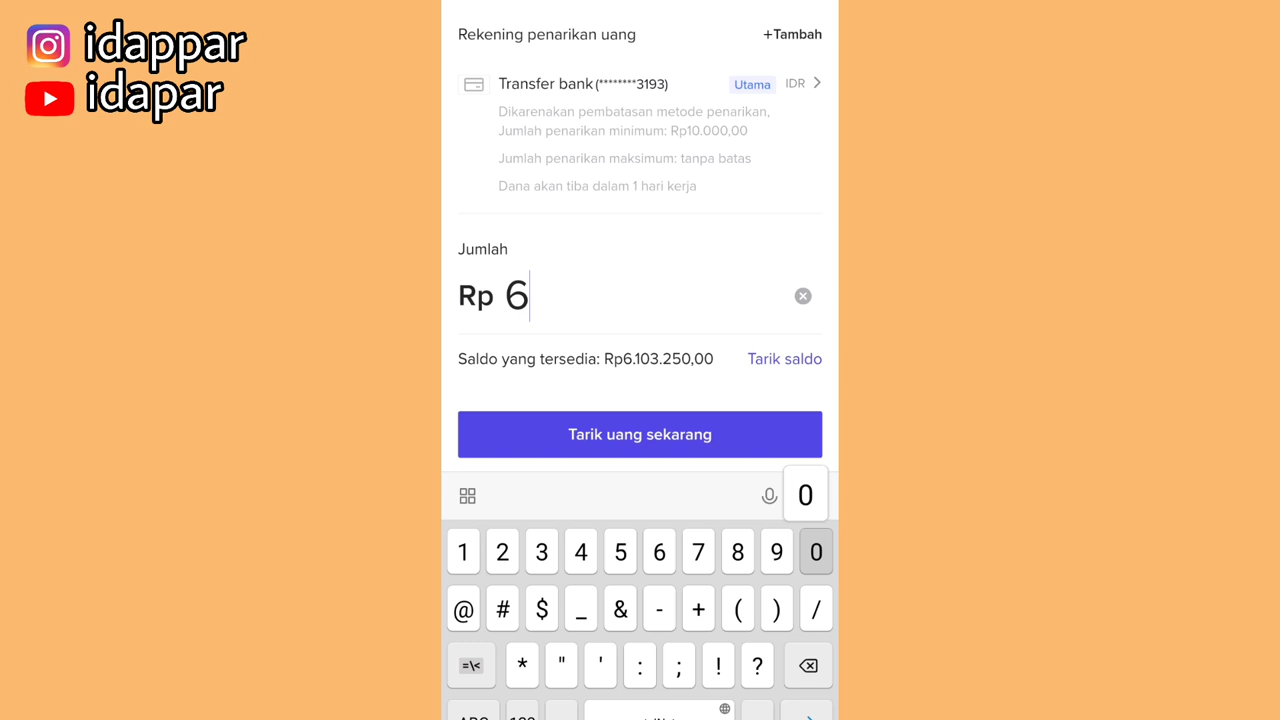 idappar
idapar
Rekening penarikan uang
+Tambah
Transfer bank(********3193)
Utama
IDR
Dikarenakan pembatasan metode penarikan,
Jumlah penarikan minimum: Rp10.000,00
Jumlah penarikan maksimum: tanpa batas
Dana akan tiba dalam 1 hari kerja
Jumlah
Rp 6
Saldo yang tersedia: Rp6.103.250,00
Tarik saldo
Tarik uang sekarang
0
1 2 3 4 5 6 7 8 9 0
@ # $ _ & - + ( ) /
=\< * " ' : ; ! ?